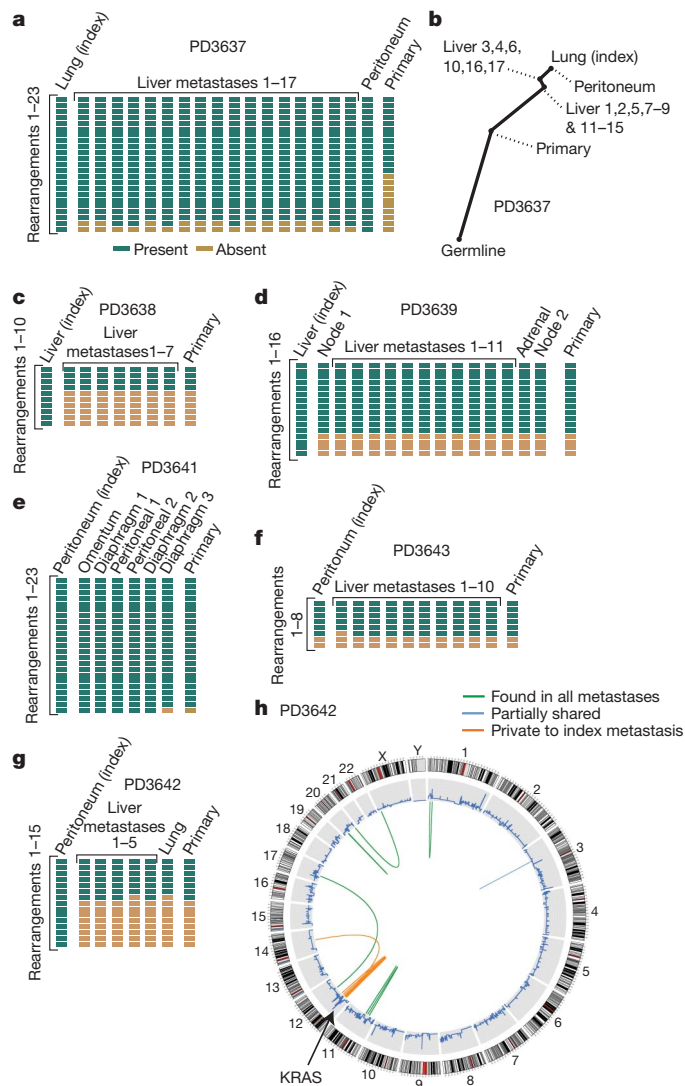 a
PD3637
Lung (index)
Liver metastases 1–17
Peritoneum
Primary
Rearrangements 1–23
Present
Absent
b
Liver 3,4,6,
10,16,17
Lung (index)
Peritoneum
Liver 1,2,5,7–9
& 11–15
Primary
PD3637
Germline
c
PD3638
Liver (index)
Liver
metastases1–7
Primary
Rearrangements 1–10
d
PD3639
Liver (index)
Node 1
Liver metastases 1–11
Adrenal
Node 2
Primary
Rearrangements 1–16
e
PD3641
Peritoneum (index)
Omentum
Diaphragm 1
Peritoneal 1
Peritoneal 2
Diaphragm 2
Diaphragm 3
Primary
Rearrangements 1–23
f
PD3643
Peritonum (index)
Liver metastases 1–10
Primary
Rearrangements
1–8
g
PD3642
Peritoneum (index)
Liver
metastases
1–5
Lung
Primary
Rearrangements 1–15
h
PD3642
Found in all metastases
Partially shared
Private to index metastasis
1
2
3
4
5
6
7
8
9
10
11
12
13
14
15
16
17
18
19
20
21
22
X
Y
KRAS